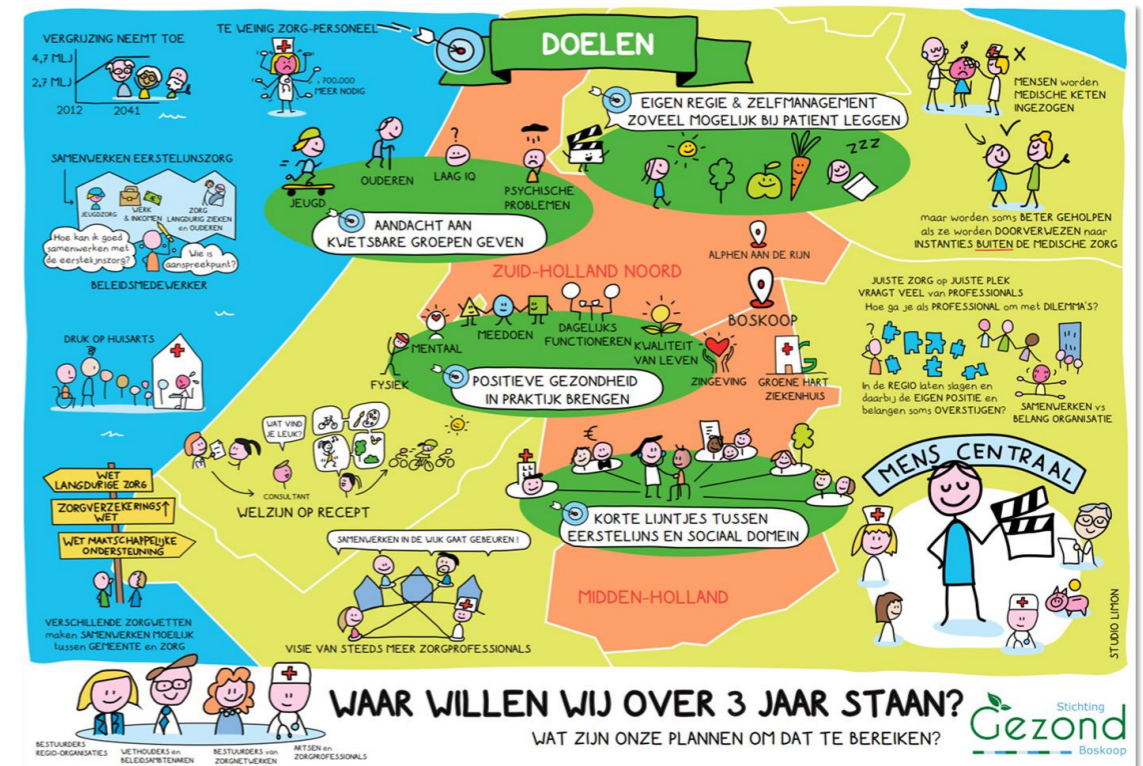 VERGRIJZING NEEMT TOE
4,7 MLJ
2,7 MLJ
2012
2041
TE WEINIG ZORG-PERSONEEL
± 700.000
MEER NODIG
DOELEN
EIGEN REGIE & ZELFMANAGEMENT
ZOVEEL MOGELIJK BIJ PATIENT LEGGEN
ZZZ
MENSEN worden
MEDISCHE KETEN
INGEZOGEN
maar worden soms BETER GEHOLPEN
als ze worden DOORVERWEZEN naar
INSTANTIES BUITEN DE MEDISCHE ZORG
SAMENWERKEN EERSTELIJNSZORG
JEUGDZORG
WERK
& INKOMEN
ZORG
LANGDURIG ZIEKEN
en OUDEREN
Hoe kan ik goed
samenwerken met
de eerstelijnszorg?
Wie is
aanspreekpunt?
BELEIDSMEDEWERKER
JEUGD
OUDEREN
?
LAAG IQ
PSYCHISCHE
PROBLEMEN
AANDACHT AAN
KWETSBARE GROEPEN GEVEN
ZUID-HOLLAND NOORD
ALPHEN AAN DE RIJN
BOSKOOP
GROENE HART
ZIEKENHUIS
JUISTE ZORG op JUISTE PLEK
VRAAGT VEEL van PROFESSIONALS
Hoe ga je als PROFESSIONAL om met DILEMMA'S?
?
In de REGIO laten slagen en
daarbij de EIGEN POSITIE en
belangen soms OVERSTIJGEN?
SAMENWERKEN vs
BELANG ORGANISATIE
DRUK OP HUISARTS
FYSIEK
MENTAAL
MEEDOEN
DAGELIJKS
FUNCTIONEREN
KWALITEIT
VAN LEVEN
ZINGEVING
POSITIEVE GEZONDHEID
IN PRAKTIJK BRENGEN
WAT VIND
JE LEUK?
CONSULTANT
WELZIJN OP RECEPT
€
KORTE LIJNTJES TUSSEN
EERSTELIJNS EN SOCIAAL DOMEIN
MENS CENTRAAL
WET
LANGDURIGE ZORG
ZORGVERZEKERINGS
WET
WET MAATSCHAPPELIJKE
ONDERSTEUNING
VERSCHILLENDE ZORGWETTEN
maken SAMENWERKEN MOEILIJK
tussen GEMEENTE en ZORG
SAMENWERKEN IN DE WIJK GAAT GEBEUREN!
VISIE VAN STEEDS MEER ZORGPROFESSIONALS
MIDDEN-HOLLAND
STUDIO LIMON
BESTUURDERS
REGIO-ORGANISATIES
WETHOUDERS en
BELEIDSAMBTENAREN
BESTUURDERS van
ZORGNETWERKEN
ARTSEN en
ZORGPROFESSIONALS
WAAR WILLEN WIJ OVER 3 JAAR STAAN?
WAT ZIJN ONZE PLANNEN OM DAT TE BEREIKEN?
Stichting
Gezond
Boskoop